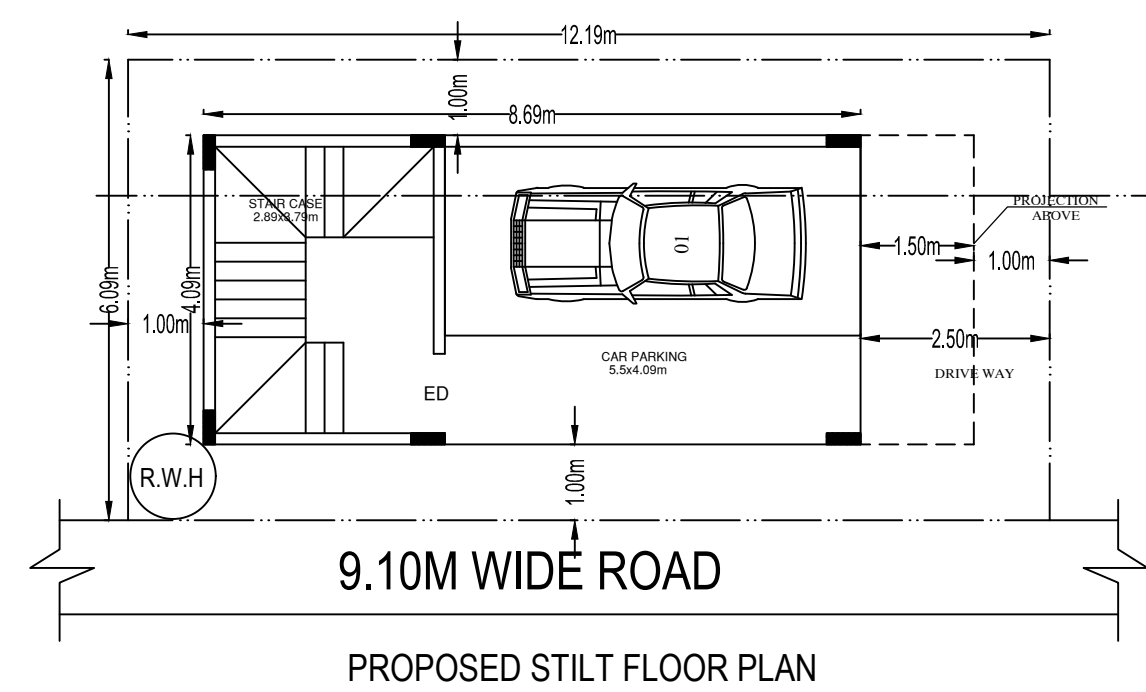 12.19m
1.00m
8.69m
STAIR CASE
2.89x3.79m
01
PROJECTION
ABOVE
1.50m
1.00m
6.09m
4.09m
1.00m
2.50m
CAR PARKING
5.5x4.09m
DRIVE WAY
ED
R.W.H
1.00m
9.10M WIDE ROAD
PROPOSED STILT FLOOR PLAN